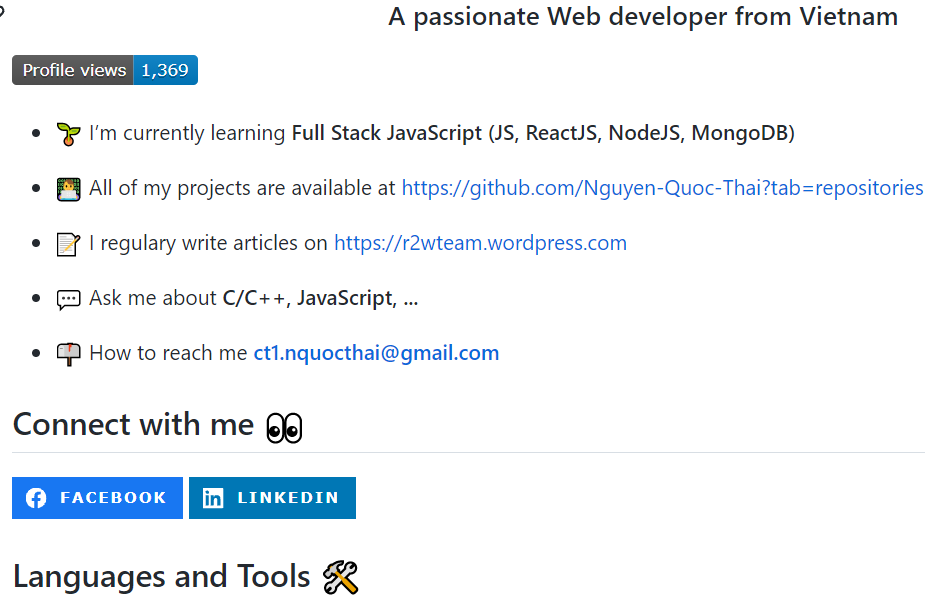 A passionate Web developer from Vietnam
Profile views 1,369
I'm currently learning Full Stack JavaScript (JS, ReactJS, NodeJS, MongoDB)
All of my projects are available at https://github.com/Nguyen-Quoc-Thai?tab=repositories
I regulary write articles on https://r2wteam.wordpress.com
Ask me about C/C++, JavaScript, ...
How to reach me ct1.nquocthai@gmail.com
Connect with me
FACEBOOK LINKEDIN
Languages and Tools